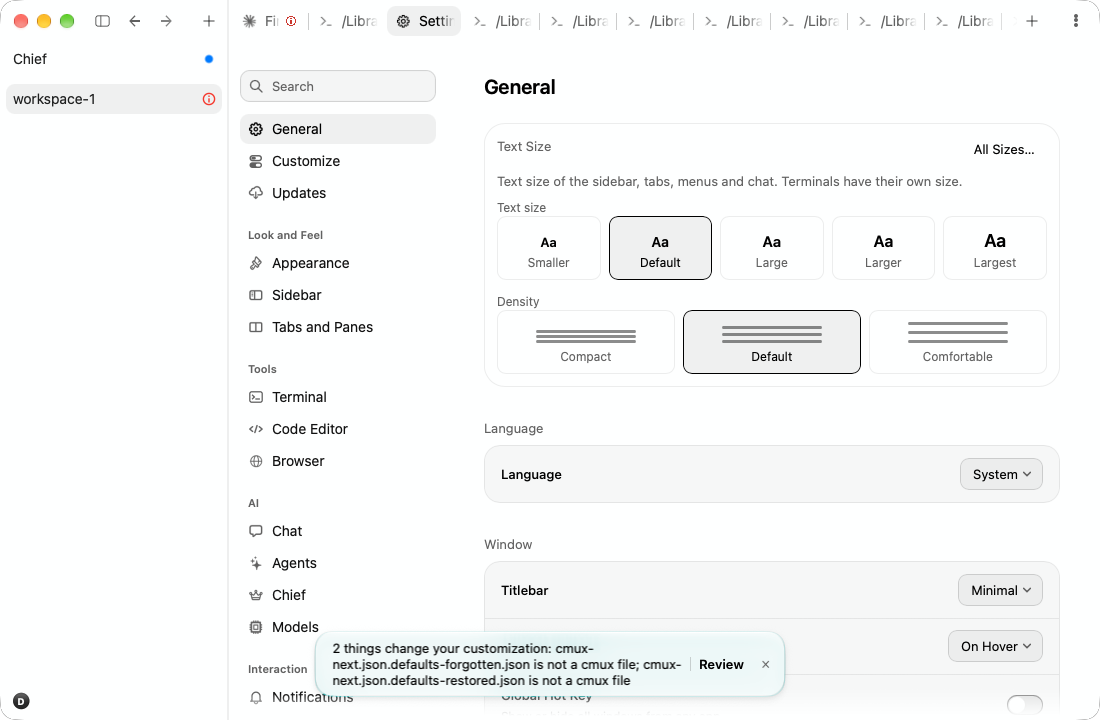 Chief
workspace-1
Fi
/Libra
Settin
/Libra
/Libra
/Libra
/Libra
/Libra
/Libra
/Libra
Search
General
Customize
Updates
Look and Feel
Appearance
Sidebar
Tabs and Panes
Tools
Terminal
Code Editor
Browser
AI
Chat
Agents
Chief
Models
Interaction
Notifications
D
General
Text Size
All Sizes...
Text size of the sidebar, tabs, menus and chat. Terminals have their own size.
Text size
Aa Aa Aa Aa Aa
Smaller Default Large Larger Largest
Density
Compact Default Comfortable
Language
Language System
Window
Titlebar Minimal
On Hover
Global Hot Key
2 things change your customization: cmux-
next.json.defaults-forgotten.json is not a cmux file; cmux-
next.json.defaults-restored.json is not a cmux file
Review